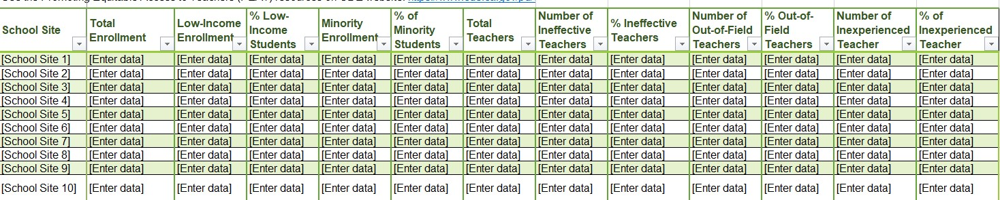 School Site | Total Enrollment | Low-Income Enrollment | % Low-Income Students | Minority Enrollment | % of Minority Students | Total Teachers | Number of Ineffective Teachers | % Ineffective Teachers | Number of Out-of-Field Teachers | % Out-of-Field Teachers | Number of Inexperienced Teacher | % of Inexperienced Teacher
[School Site 1] [Enter data] [Enter data] [Enter data] [Enter data] [Enter data] [Enter data] [Enter data] [Enter data] [Enter data] [Enter data] [Enter data] [Enter data]
[School Site 2] [Enter data] [Enter data] [Enter data] [Enter data] [Enter data] [Enter data] [Enter data] [Enter data] [Enter data] [Enter data] [Enter data] [Enter data]
[School Site 3] [Enter data] [Enter data] [Enter data] [Enter data] [Enter data] [Enter data] [Enter data] [Enter data] [Enter data] [Enter data] [Enter data] [Enter data]
[School Site 4] [Enter data] [Enter data] [Enter data] [Enter data] [Enter data] [Enter data] [Enter data] [Enter data] [Enter data] [Enter data] [Enter data] [Enter data]
[School Site 5] [Enter data] [Enter data] [Enter data] [Enter data] [Enter data] [Enter data] [Enter data] [Enter data] [Enter data] [Enter data] [Enter data] [Enter data]
[School Site 6] [Enter data] [Enter data] [Enter data] [Enter data] [Enter data] [Enter data] [Enter data] [Enter data] [Enter data] [Enter data] [Enter data] [Enter data]
[School Site 7] [Enter data] [Enter data] [Enter data] [Enter data] [Enter data] [Enter data] [Enter data] [Enter data] [Enter data] [Enter data] [Enter data] [Enter data]
[School Site 8] [Enter data] [Enter data] [Enter data] [Enter data] [Enter data] [Enter data] [Enter data] [Enter data] [Enter data] [Enter data] [Enter data] [Enter data]
[School Site 9] [Enter data] [Enter data] [Enter data] [Enter data] [Enter data] [Enter data] [Enter data] [Enter data] [Enter data] [Enter data] [Enter data] [Enter data]
[School Site 10] [Enter data] [Enter data] [Enter data] [Enter data] [Enter data] [Enter data] [Enter data] [Enter data] [Enter data] [Enter data] [Enter data] [Enter data]